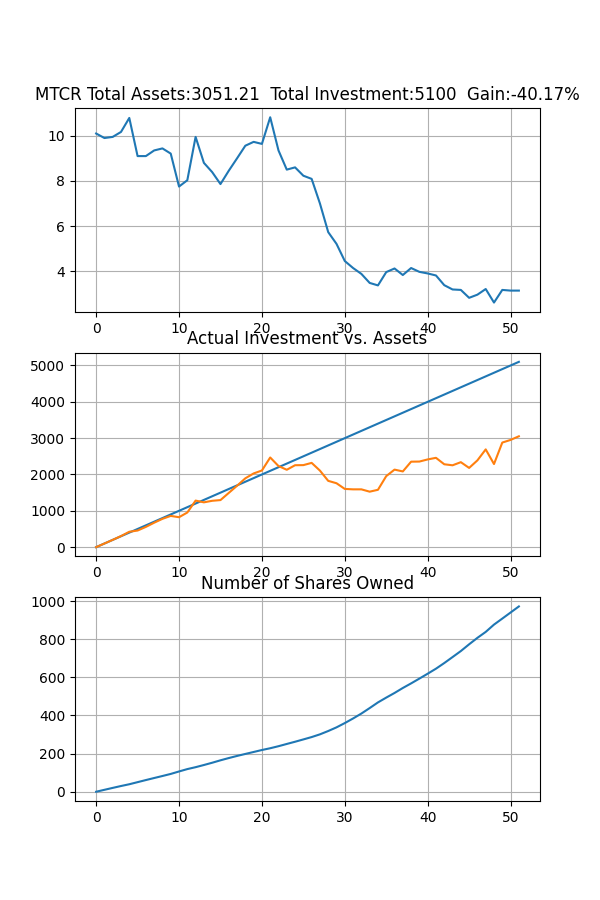 MTCR Total Assets:3051.21  Total Investment:5100  Gain:-40.17%
10
8
6
4
0 10 20 30 40 50
Actual Investment vs. Assets
5000
4000
3000
2000
1000
0
0 10 20 30 40 50
Number of Shares Owned
1000
800
600
400
200
0
0 10 20 30 40 50